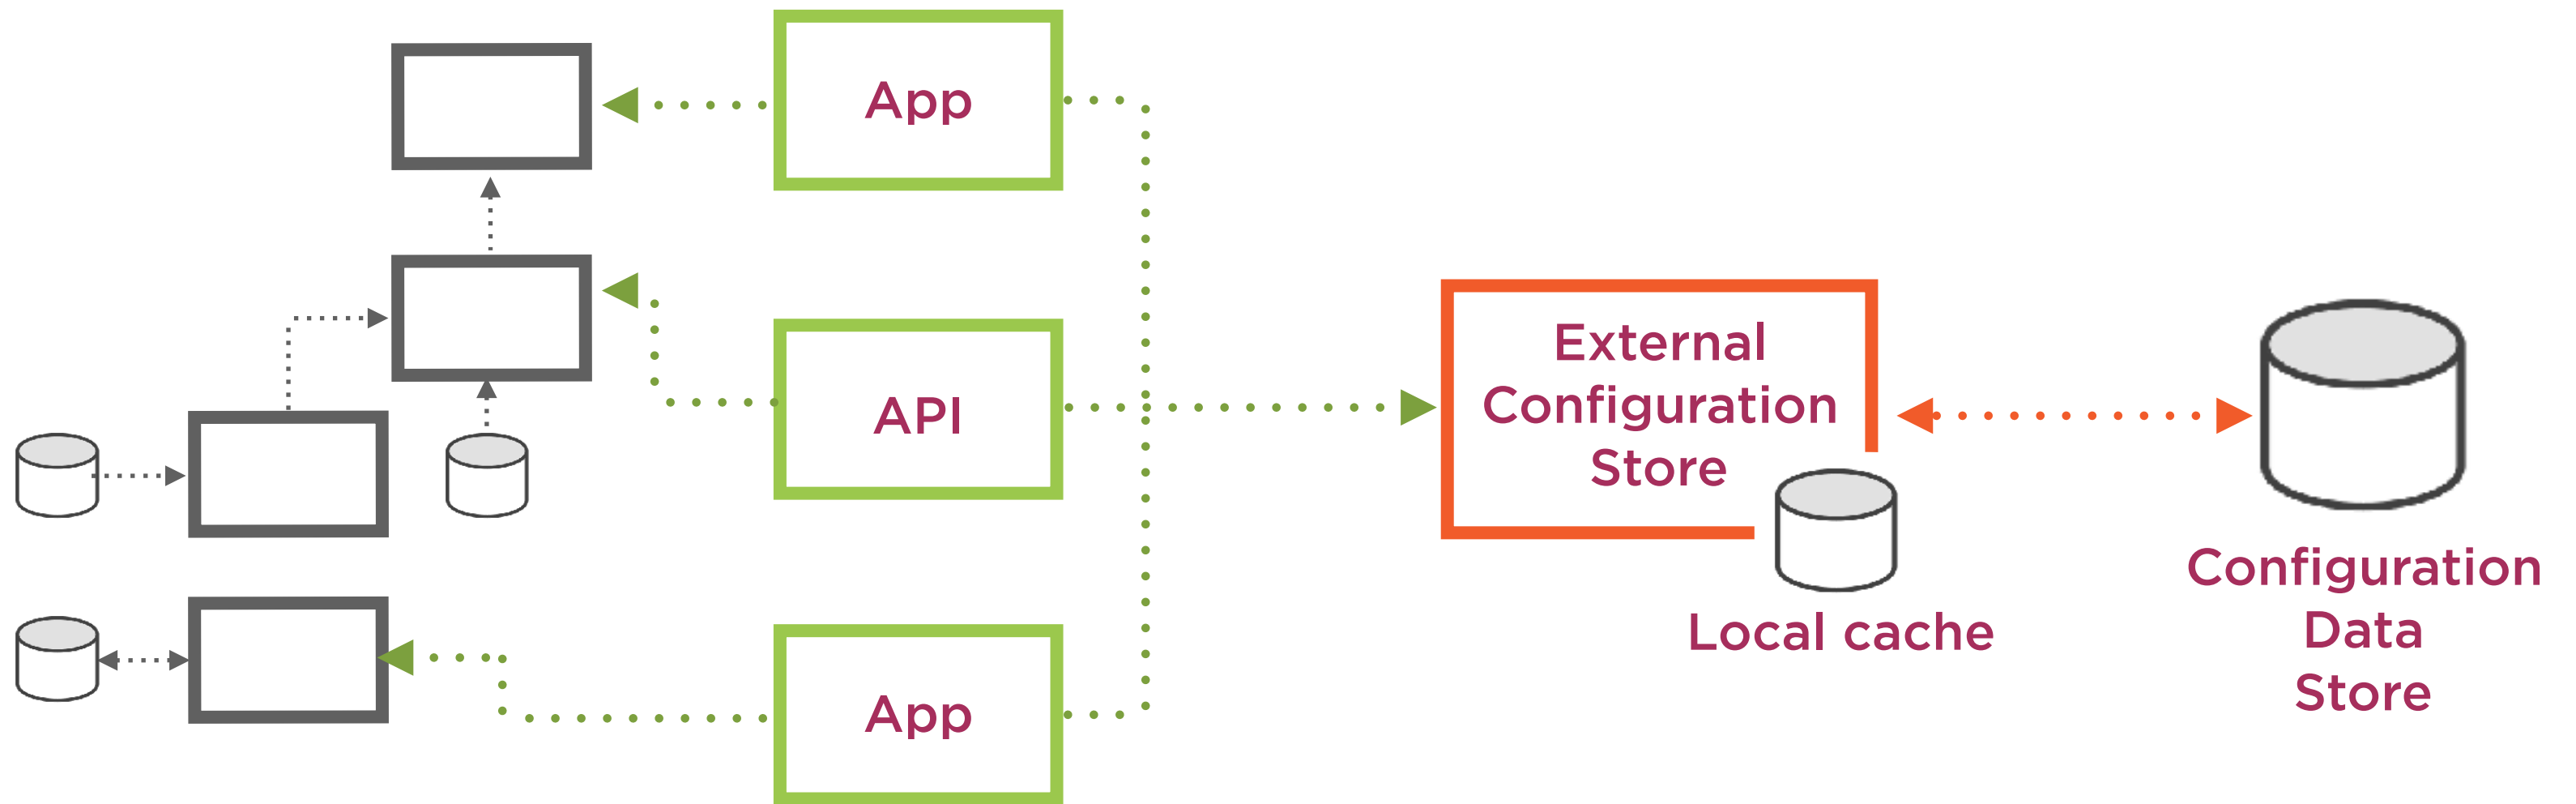 App
API
App
External
Configuration
Store
Local cache
Configuration
Data
Store